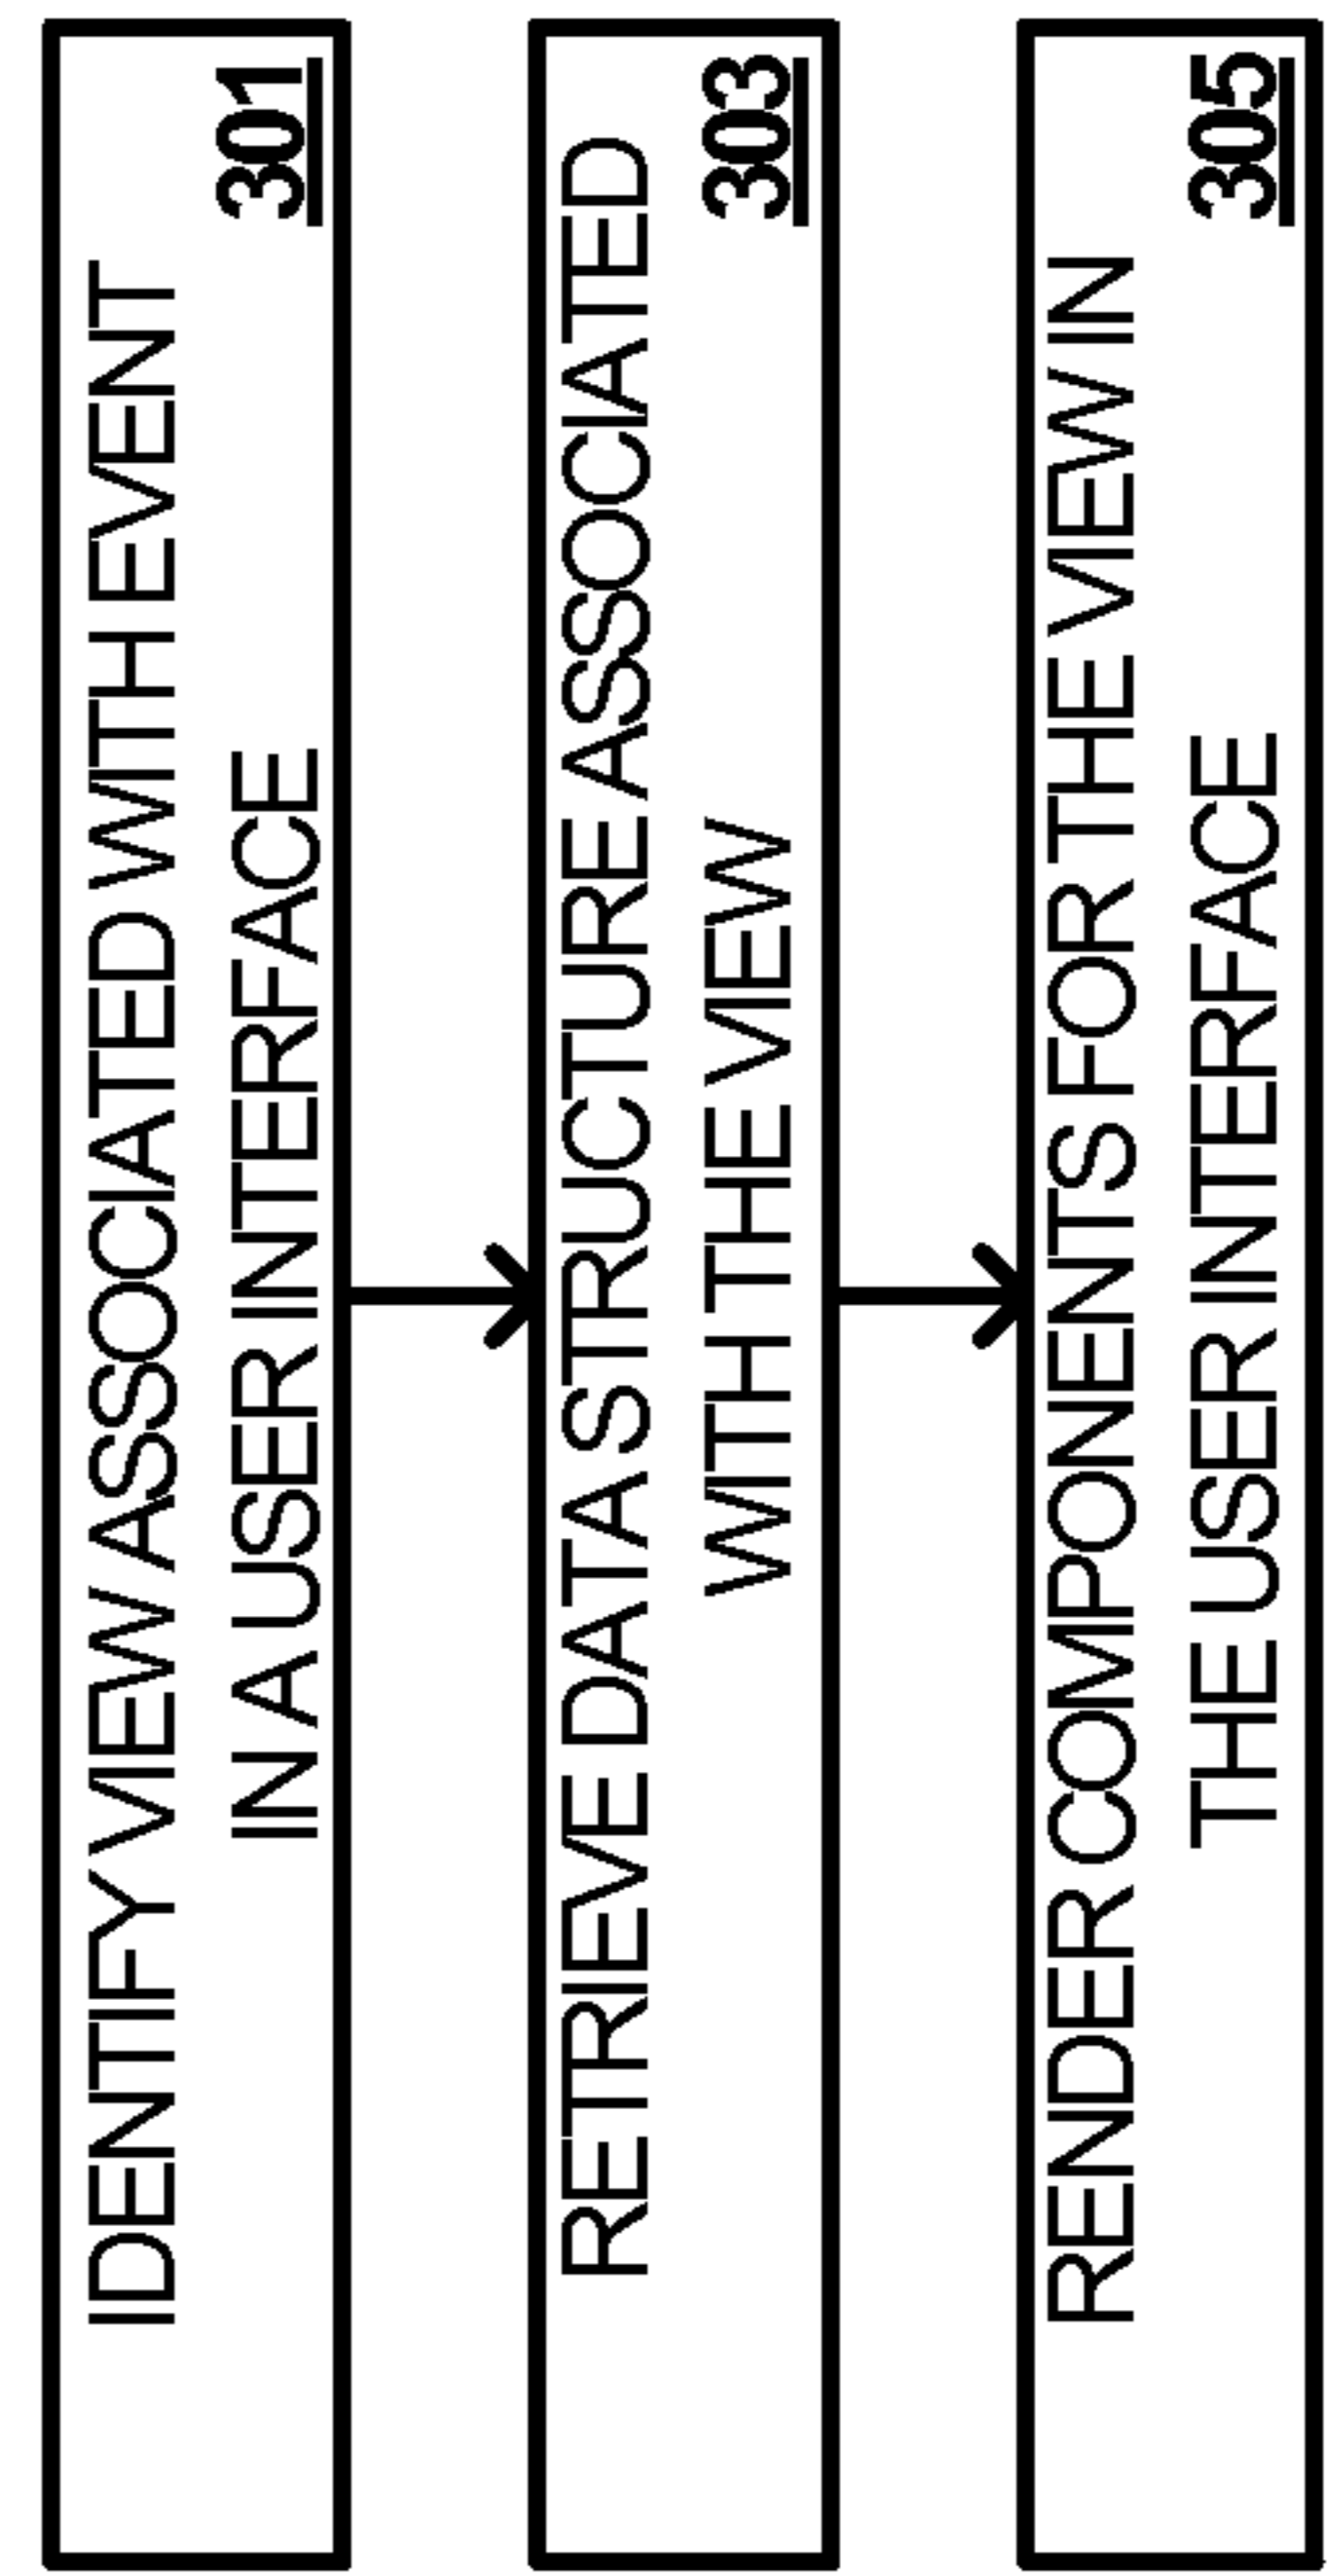 IDENTIFY VIEW ASSOCIATED WITH EVENT
IN A USER INTERFACE
301
RETRIEVE DATA STRUCTURE ASSOCIATED
WITH THE VIEW
303
RENDER COMPONENTS FOR THE VIEW IN
THE USER INTERFACE
305